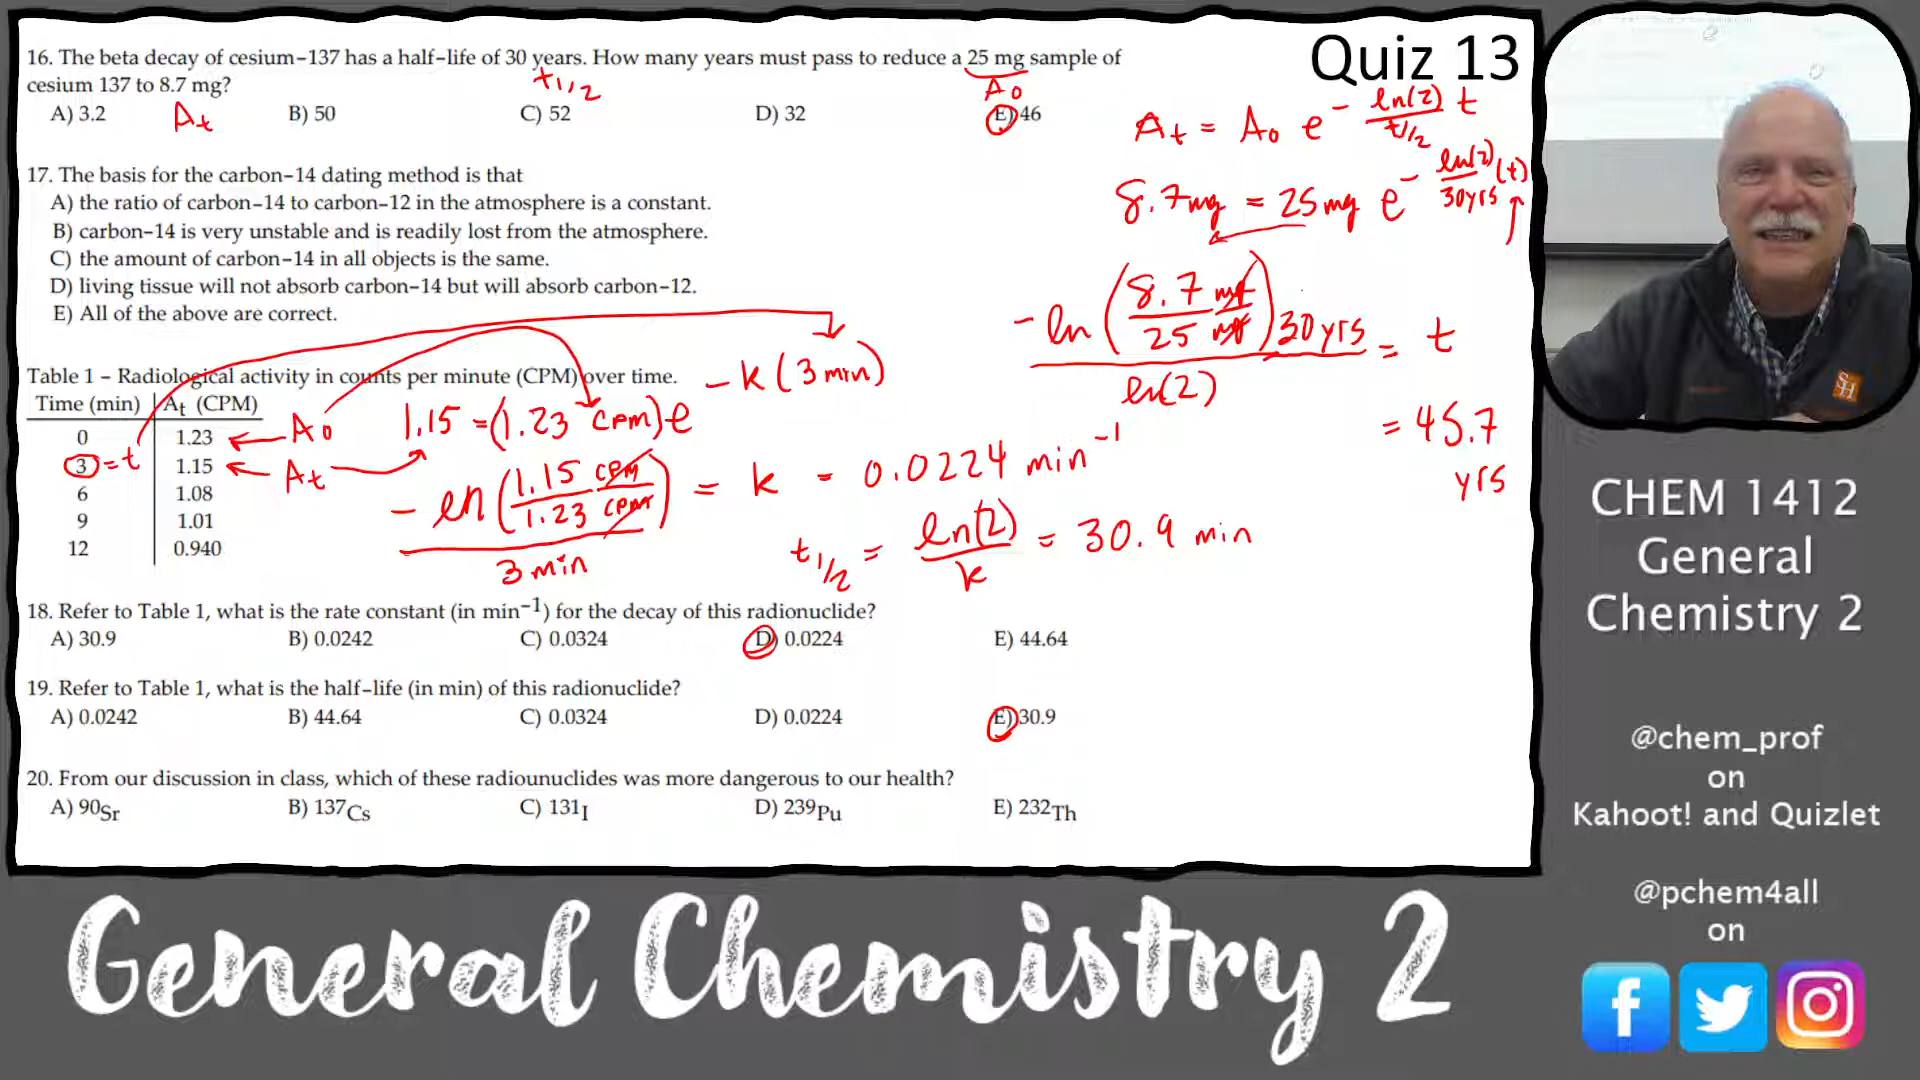 Quiz 13
16. The beta decay of cesium-137 has a half-life of 30 years. How many years must pass to reduce a 25 mg sample of
cesium 137 to 8.7 mg?
t1/2
A0
At
A) 3.2 B) 50 C) 52 D) 32 E) 46
At = A0 e^- ln(2)/t1/2 t
8.7mg = 25mg e^- ln(2)/30yrs (t)
-ln(8.7 mg/25 mg) 30 yrs / ln(2) = t
= 45.7
yrs
17. The basis for the carbon-14 dating method is that
A) the ratio of carbon-14 to carbon-12 in the atmosphere is a constant.
B) carbon-14 is very unstable and is readily lost from the atmosphere.
C) the amount of carbon-14 in all objects is the same.
D) living tissue will not absorb carbon-14 but will absorb carbon-12.
E) All of the above are correct.
Table 1 - Radiological activity in counts per minute (CPM) over time.
Time (min) At (CPM)
0 1.23 A0
3 = t 1.15 At
6 1.08
9 1.01
12 0.940
1.15 = (1.23 CPM) e^-k (3 min)
-ln(1.15 CPM/1.23 CPM) / 3 min = k = 0.0224 min^-1
t1/2 = ln(2)/k = 30.9 min
18. Refer to Table 1, what is the rate constant (in min−1) for the decay of this radionuclide?
A) 30.9 B) 0.0242 C) 0.0324 D) 0.0224 E) 44.64
19. Refer to Table 1, what is the half-life (in min) of this radionuclide?
A) 0.0242 B) 44.64 C) 0.0324 D) 0.0224 E) 30.9
20. From our discussion in class, which of these radiounuclides was more dangerous to our health?
A) 90Sr B) 137Cs C) 131I D) 239Pu E) 232Th
SH
CHEM 1412
General
Chemistry 2
@chem_prof
on
Kahoot! and Quizlet
@pchem4all
on
General Chemistry 2